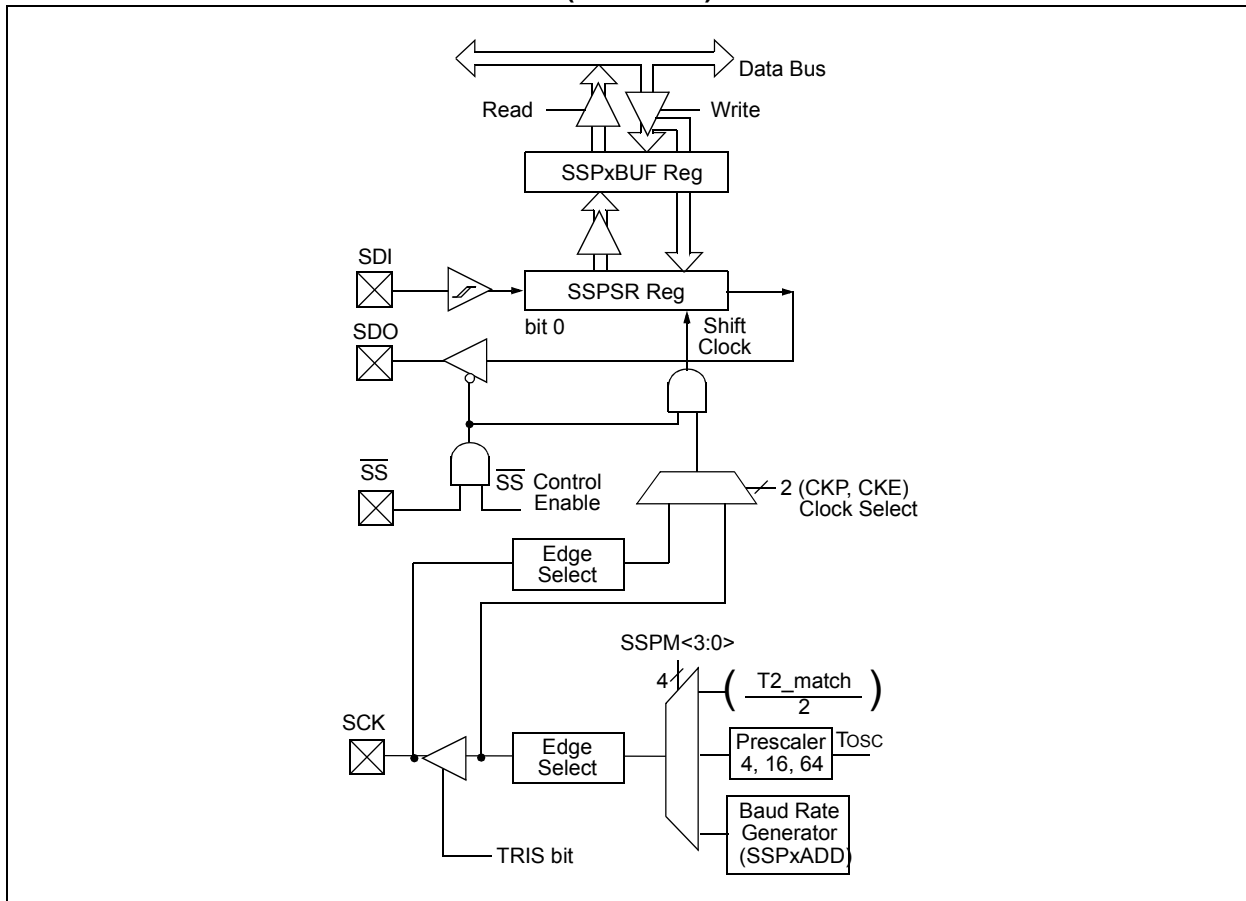 Data Bus
Read
Write
SSPxBUF Reg
SDI
SSPSR Reg
bit 0
Shift
Clock
SDO
SS
SS Control
Enable
2 (CKP, CKE)
Clock Select
Edge
Select
SSPM<3:0>
4
( T2_match )
2
SCK
Edge
Select
Prescaler
4, 16, 64
TOSC
Baud Rate
Generator
(SSPxADD)
TRIS bit